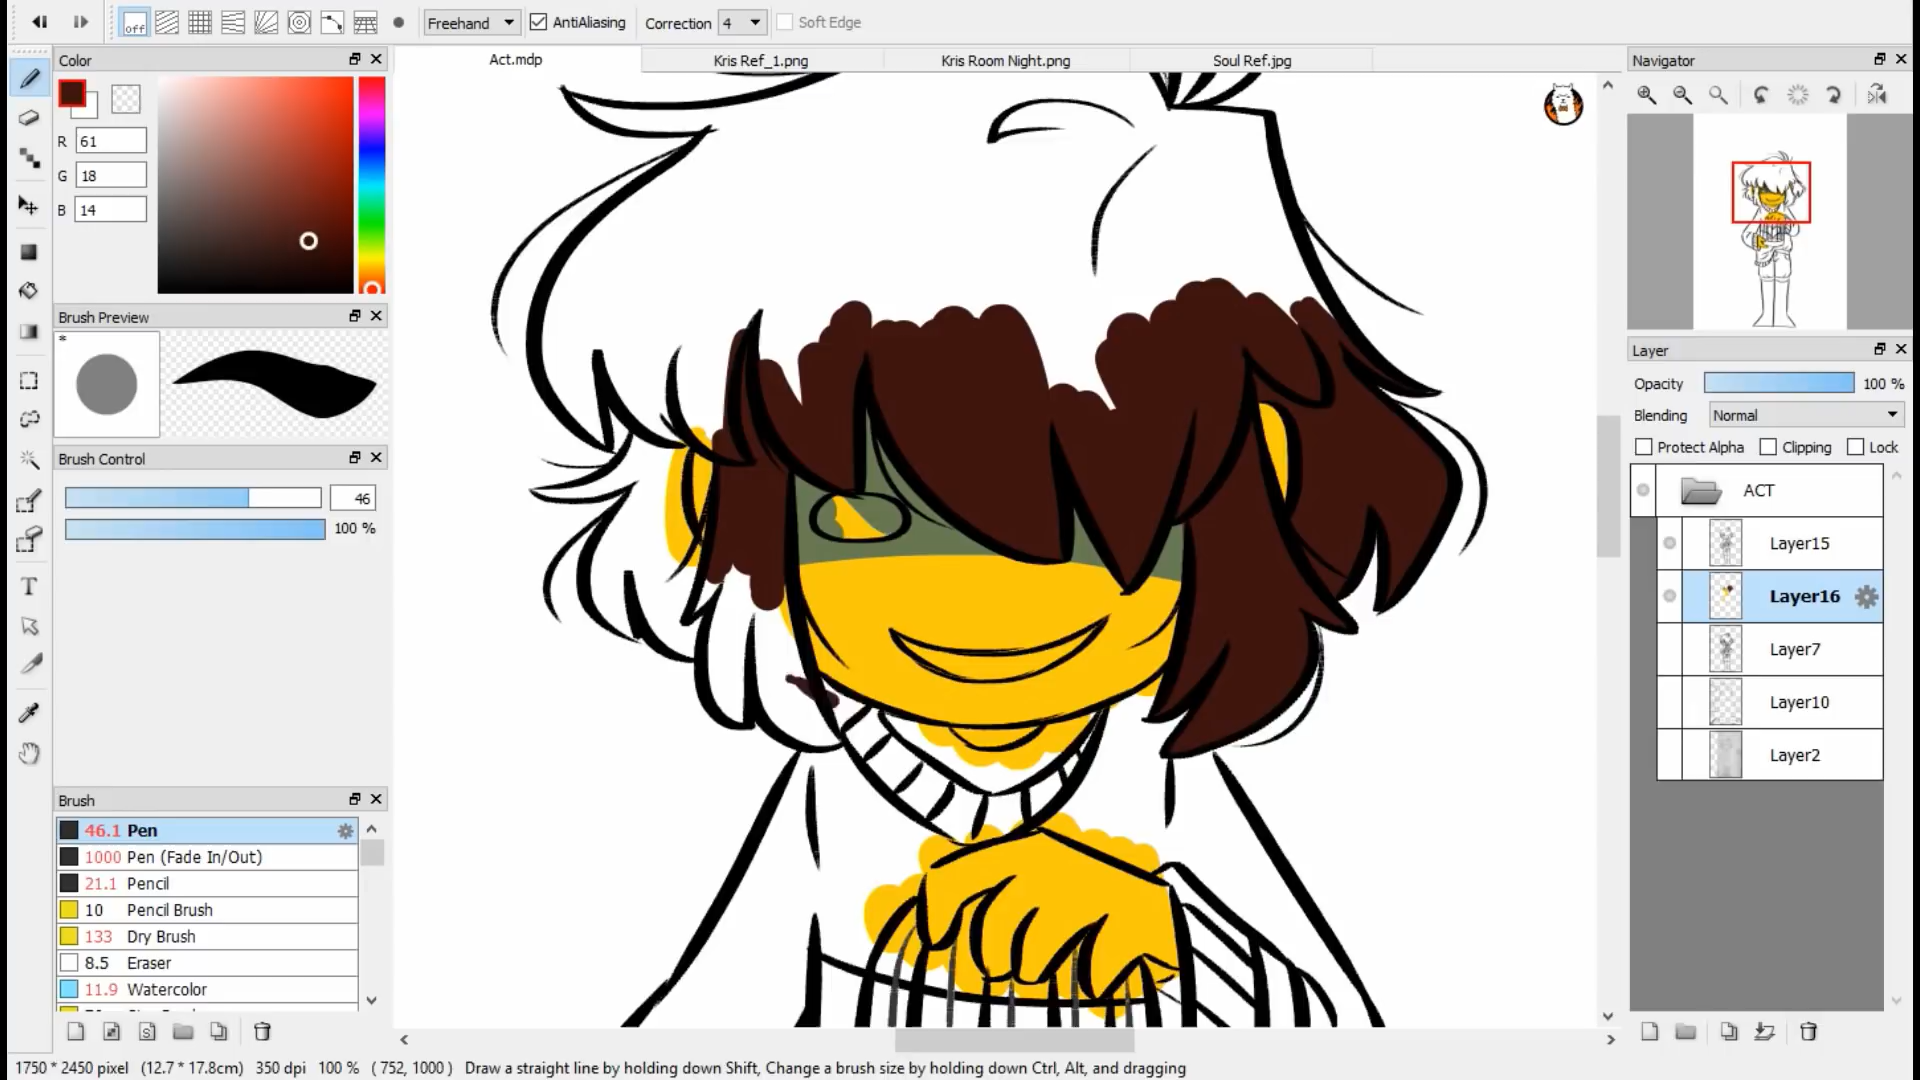 off Freehand AntiAliasing Correction 4 Soft Edge
Color
Act.mdp Kris Ref_1.png Kris Room Night.png Soul Ref.jpg
Navigator
R 61
G 18
B 14
Brush Preview
*
Layer
Opacity 100 %
Blending Normal
Protect Alpha Clipping Lock
Brush Control
46
100 %
ACT
Layer15
Layer16
Layer7
Layer10
Layer2
T
Brush
46.1 Pen
1000 Pen (Fade In/Out)
21.1 Pencil
10 Pencil Brush
133 Dry Brush
8.5 Eraser
11.9 Watercolor
S
1750 * 2450 pixel (12.7 * 17.8cm) 350 dpi 100 % ( 752, 1000 ) Draw a straight line by holding down Shift, Change a brush size by holding down Ctrl, Alt, and dragging